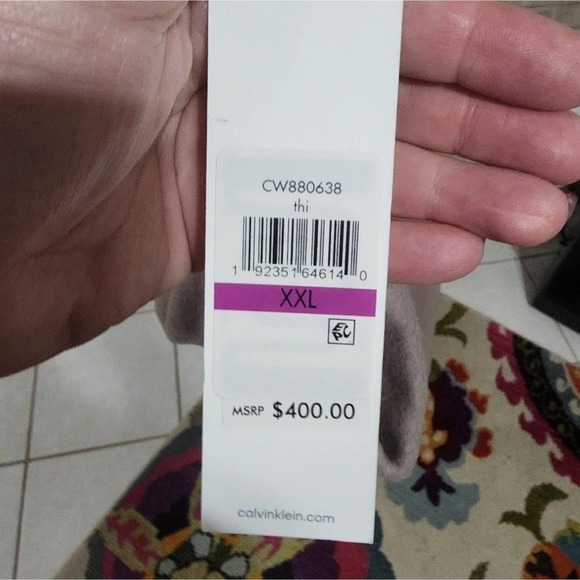 CW880638
thi
1 92351 64614 0
XXL
MSRP $400.00
calvinklein.com